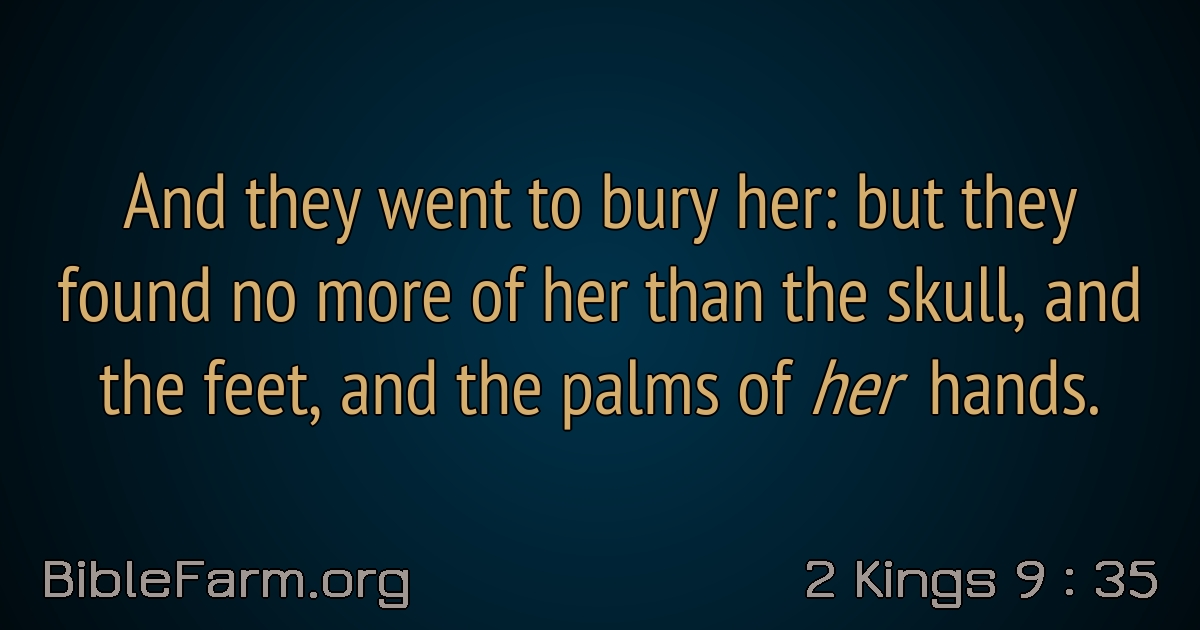 And they went to bury her: but they
found no more of her than the skull, and
the feet, and the palms of her hands.
BibleFarm.org
2 Kings 9 : 35